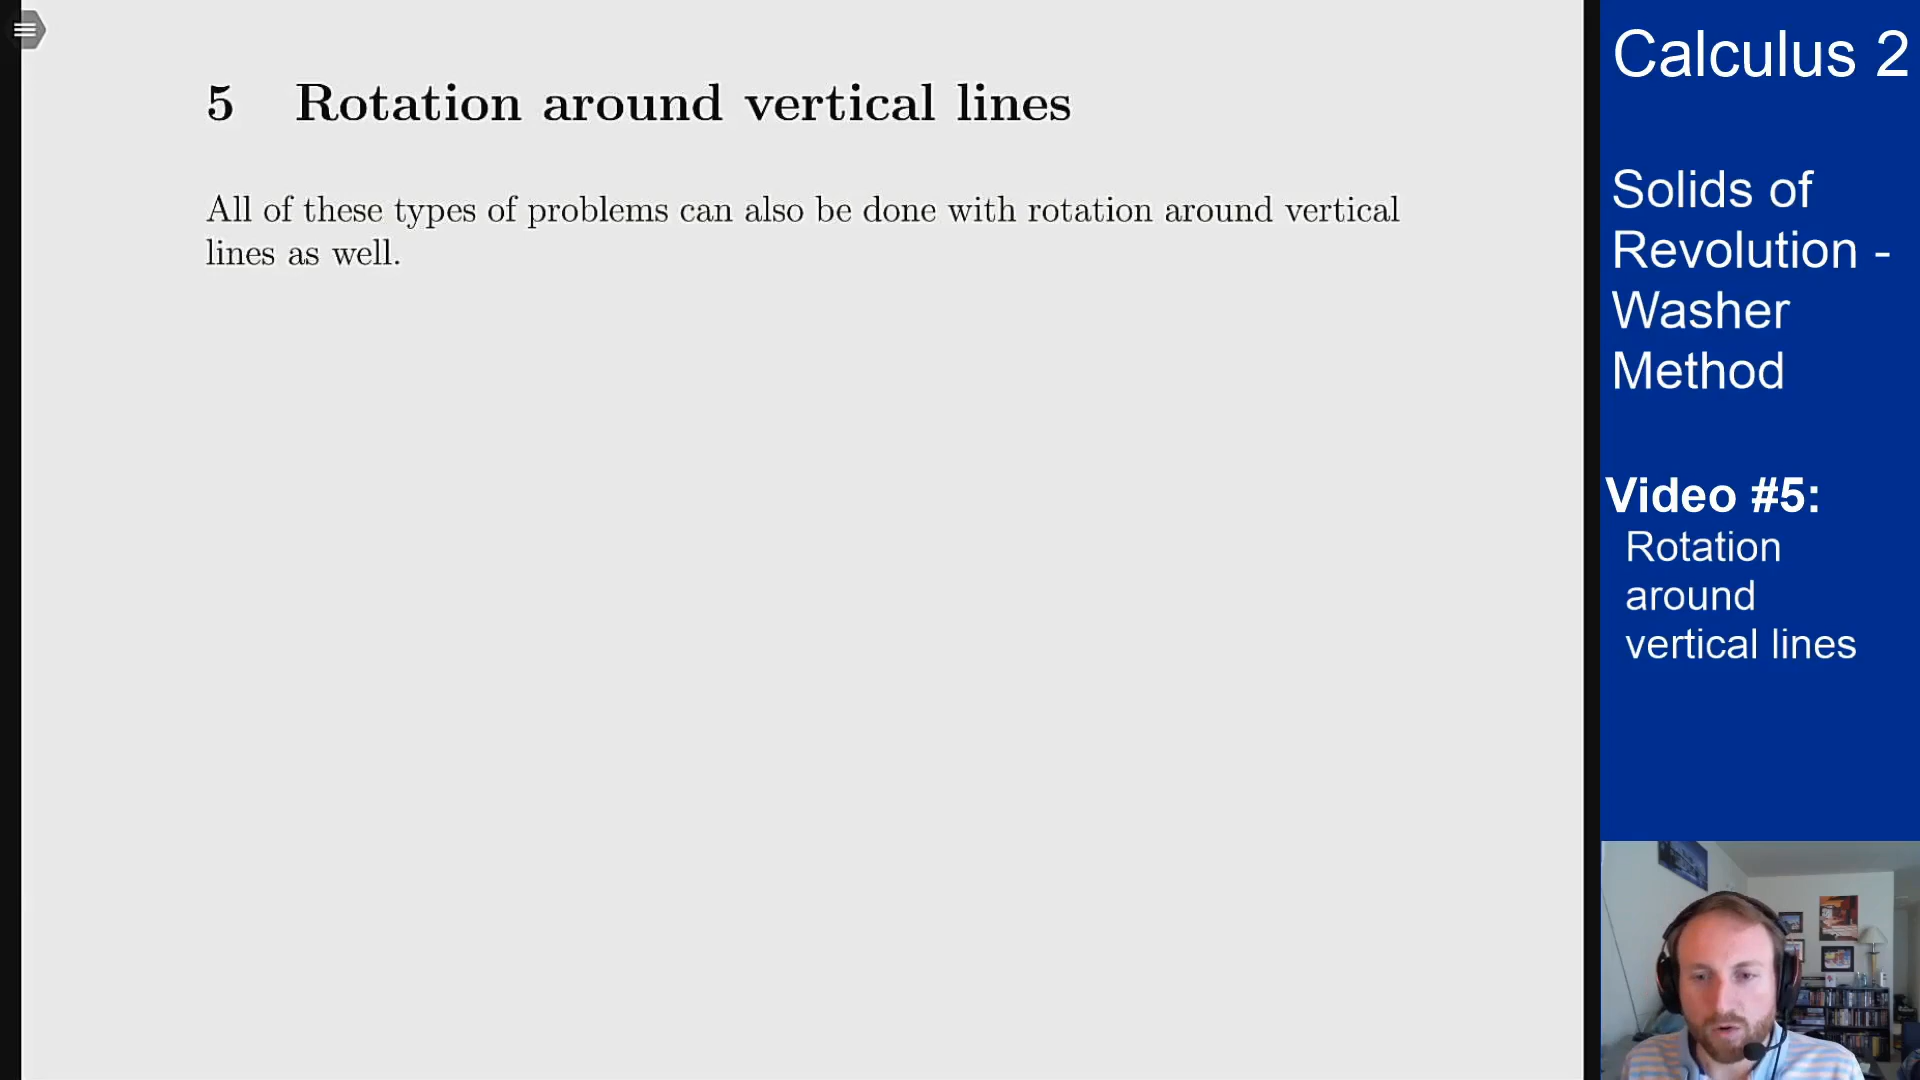 5 Rotation around vertical lines
All of these types of problems can also be done with rotation around vertical
lines as well.
Calculus 2
Solids of
Revolution -
Washer
Method
Video #5:
Rotation
around
vertical lines